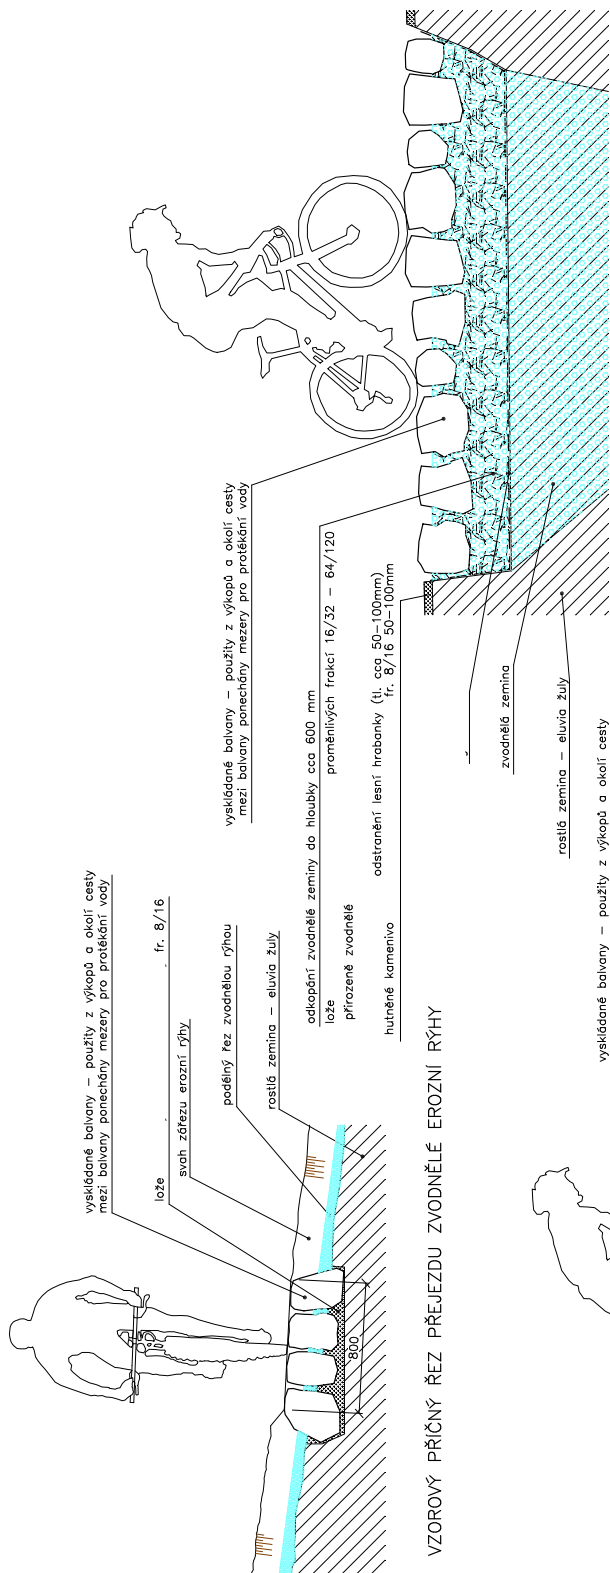 vyskládané balvany – použity z výkopů a okolí cesty
mezi balvany ponechány mezery pro protékání vody
lože fr. 8/16
svah zářezu erozní rýhy
podélný řez zvodnělou rýhou
rostlá zemina – eluvia žuly
800
VZOROVÝ PŘÍČNÝ ŘEZ PŘEJEZDU ZVODNĚLÉ EROZNÍ RÝHY
vyskládané balvany – použity z výkopů a okolí cesty
mezi balvany ponechány mezery pro protékání vody
odkopání zvodnělé zeminy do hloubky cca 600 mm
lože proměnlivých frakcí 16/32 – 64/120
přirozeně zvodnělé
odstranění lesní hrabanky (tl. cca 50–100mm)
hutněné kamenivo fr. 8/16 50–100mm
zvodnělá zemina
rostlá zemina – eluvia žuly
vyskládané balvany – použity z výkopů a okolí cesty